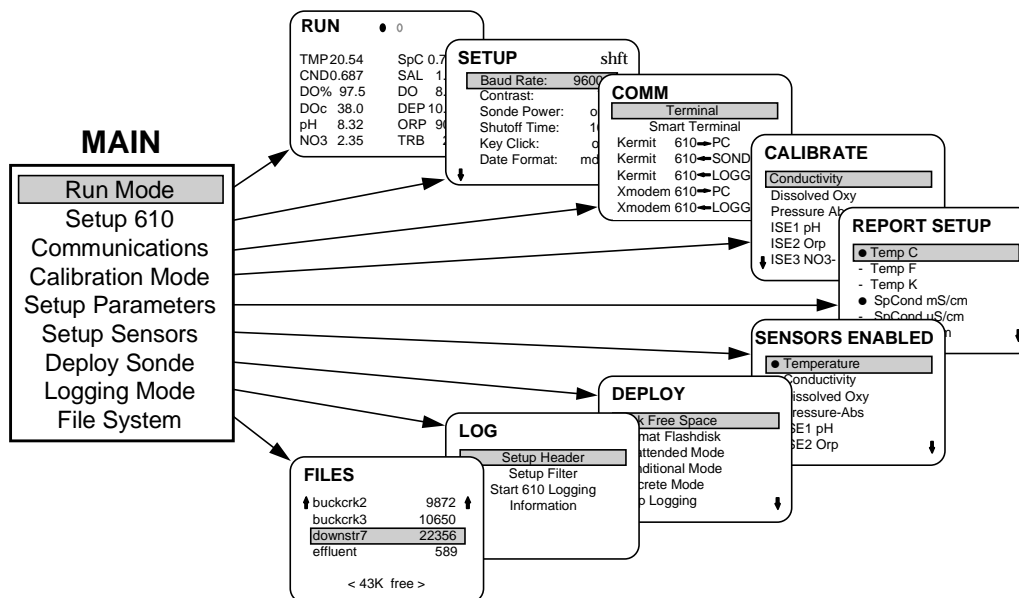 MAIN
Run Mode
Setup 610
Communications
Calibration Mode
Setup Parameters
Setup Sensors
Deploy Sonde
Logging Mode
File System
RUN 0
TMP 20.54 SpC 0.7
CND 0.687 SAL 1.
DO% 97.5 DO 8.
DOc 38.0 DEP 10.
pH 8.32 ORP
NO3 2.35 TRB
SETUP shft
Baud Rate: 9600
Contrast:
Sonde Power:
Shutoff Time:
Key Click:
Date Format:
COMM
Terminal
Smart Terminal
Kermit 610 PC
Kermit 610 SOND
Kermit 610 LOGG
Xmodem 610 PC
Xmodem 610 LOGG
CALIBRATE
Conductivity
Dissolved Oxy
Pressure
ISE1 pH
ISE2 Orp
ISE3 NO3-
REPORT SETUP
● Temp C
- Temp F
- Temp K
● SpCond mS/cm
- SpCond uS/cm
SENSORS ENABLED
● Temperature
Conductivity
Dissolved Oxy
Pressure-Abs
ISE1 pH
ISE2 Orp
DEPLOY
Free Space
Flashdisk
Mode
Mode
Mode
Logging
LOG
Setup Header
Setup Filter
Start 610 Logging
Information
FILES
buckcrk2 9872
buckcrk3 10650
downstr7 22356
effluent 589
< 43K free >